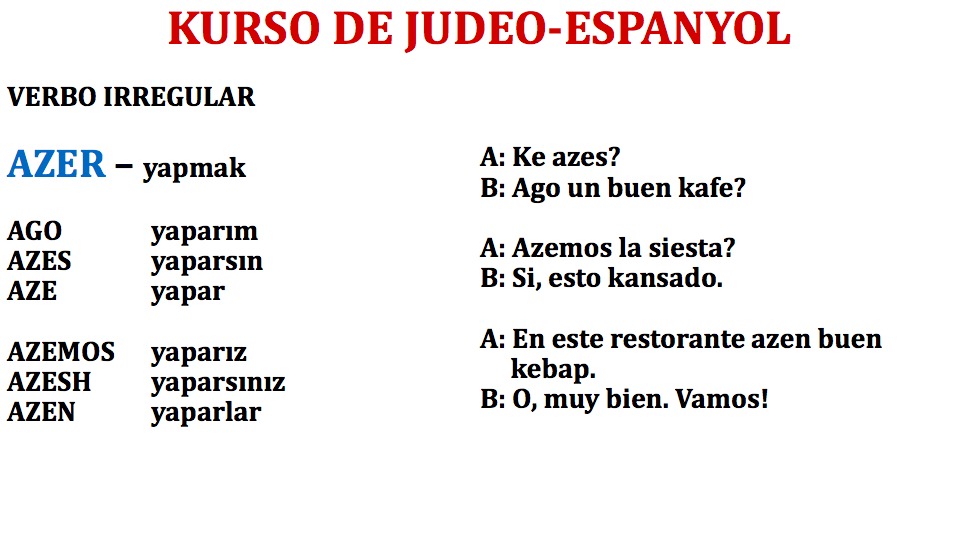 KURSO DE JUDEO-ESPANYOL
VERBO IRREGULAR
AZER – yapmak
AGO yaparım
AZES yaparsın
AZE yapar
AZEMOS yaparız
AZESH yaparsınız
AZEN yaparlar
A: Ke azes?
B: Ago un buen kafe?
A: Azemos la siesta?
B: Si, esto kansado.
A: En este restorante azen buen
kebap.
B: O, muy bien. Vamos!